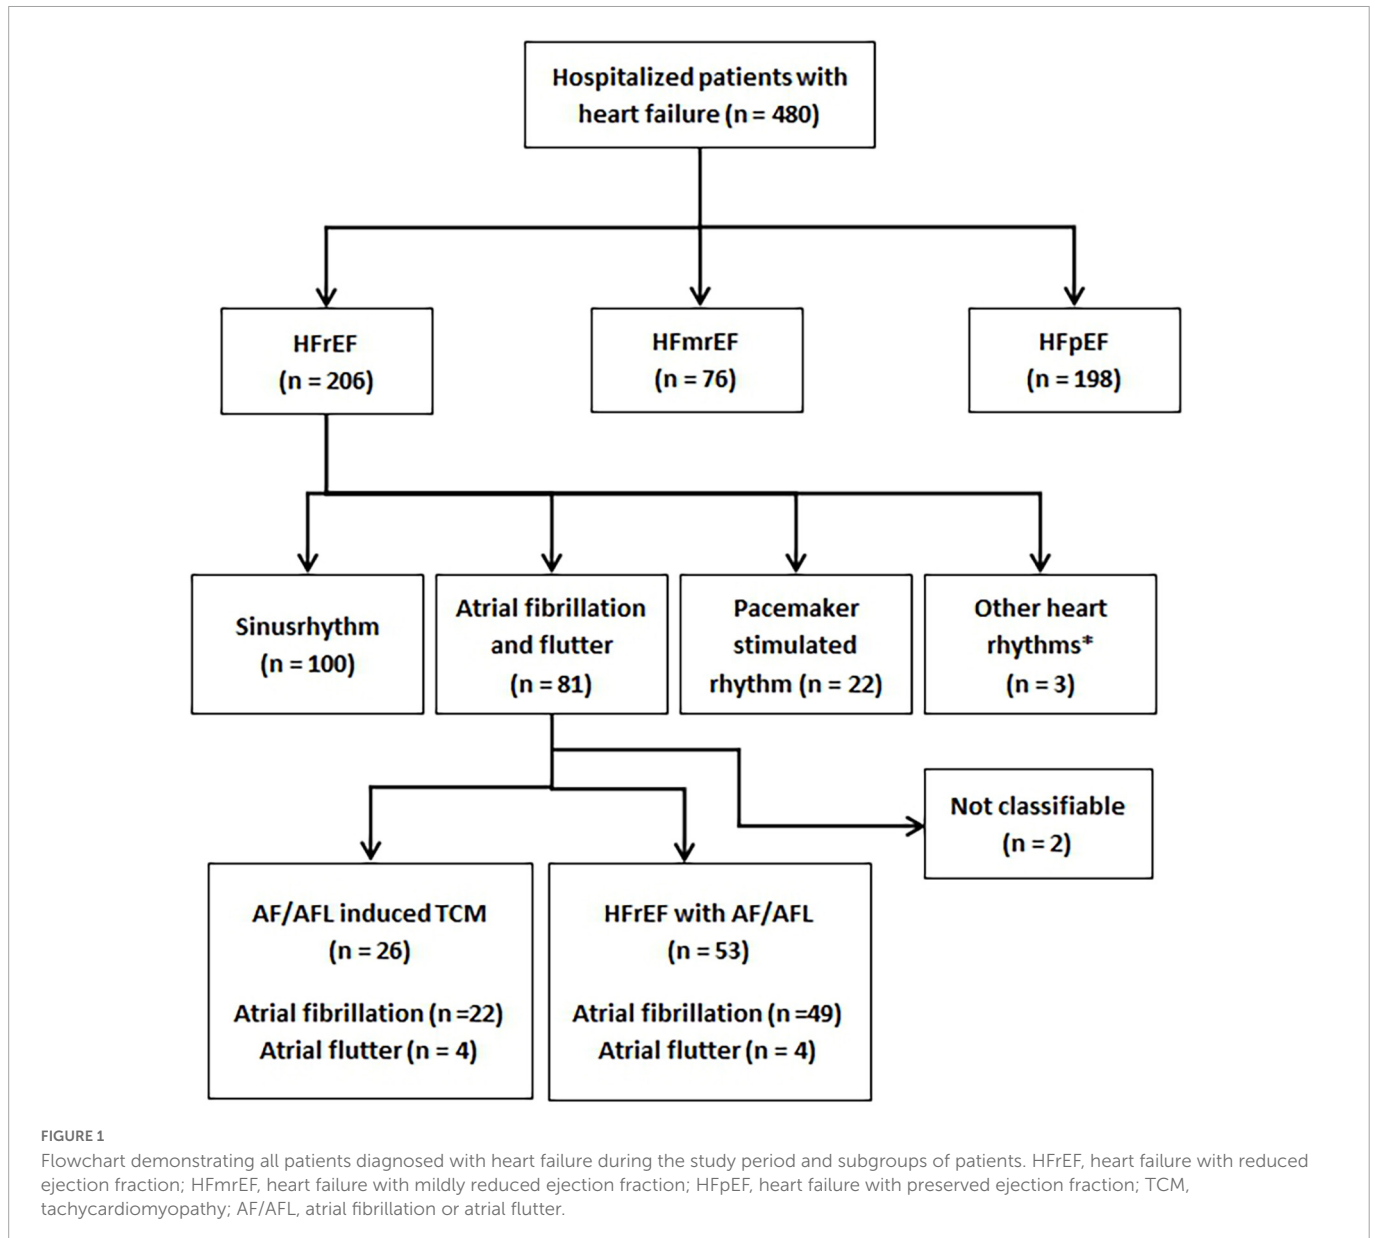 Hospitalized patients with
heart failure (n = 480)
HFrEF
(n = 206)
HFmrEF
(n = 76)
HFpEF
(n = 198)
Sinusrhythm
(n = 100)
Atrial fibrillation
and flutter
(n = 81)
Pacemaker
stimulated
rhythm (n = 22)
Other heart
rhythms*
(n = 3)
Not classifiable
(n = 2)
AF/AFL induced TCM
(n = 26)
Atrial fibrillation (n =22)
Atrial flutter (n = 4)
HFrEF with AF/AFL
(n = 53)
Atrial fibrillation (n =49)
Atrial flutter (n = 4)
FIGURE 1
Flowchart demonstrating all patients diagnosed with heart failure during the study period and subgroups of patients. HFrEF, heart failure with reduced
ejection fraction; HFmrEF, heart failure with mildly reduced ejection fraction; HFpEF, heart failure with preserved ejection fraction; TCM,
tachycardiomyopathy; AF/AFL, atrial fibrillation or atrial flutter.